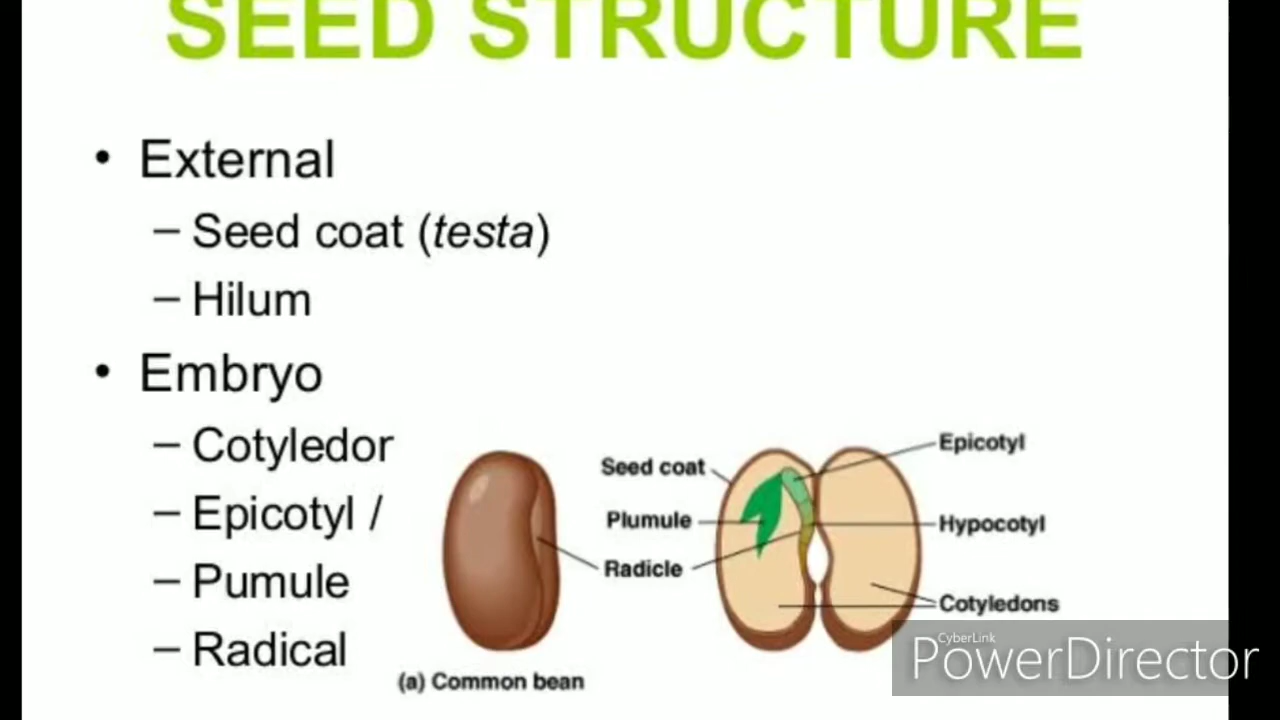 SEED STRUCTURE
• External
– Seed coat (testa)
– Hilum
• Embryo
– Cotyledor
– Epicotyl /
– Pumule
– Radical
Seed coat
Plumule
Radicle
Epicotyl
Hypocotyl
Cotyledons
(a) Common bean
CyberLink
PowerDirector